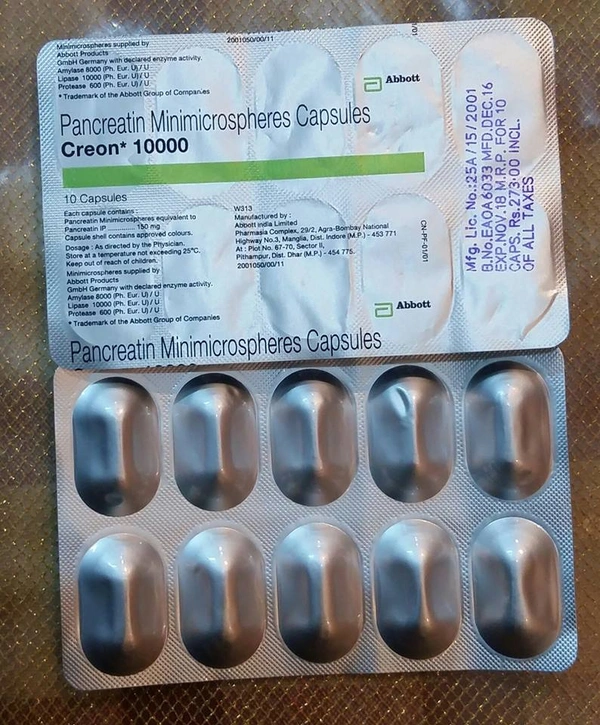 Minimicrospheres supplied by
Abbott Products
GmbH Germany with declared enzyme activity.
Amylase 8000 (Ph. Eur. U) / U
Lipase 10000 (Ph. Eur. U) / U
Protease 600 (Ph. Eur. U) / U
* Trademark of the Abbott Group of Companies
2001050/00/11
/01
Abbott
Pancreatin Minimicrospheres Capsules
Creon* 10000
10 Capsules
Each capsule contains :
Pancreatin Minimicrospheres equivalent to
Pancreatin IP ............... 150 mg
Capsule shell contains approved colours.
Dosage : As directed by the Physician.
Store at a temperature not exceeding 25°C.
Keep out of reach of children.
Minimicrospheres supplied by
Abbott Products
GmbH Germany with declared enzyme activity.
Amylase 8000 (Ph. Eur. U) / U
Lipase 10000 (Ph. Eur. U) / U
Protease 600 (Ph. Eur. U) / U
* Trademark of the Abbott Group of Companies
W313
Manufactured by :
Abbott India Limited
Pharmasia Complex, 29/2, Agra-Bombay National
Highway No.3, Manglia, Dist. Indore (M.P.) - 453 771
At : Plot No. 67-70, Sector II,
Pithampur, Dist. Dhar (M.P.) - 454 775.
2001050/00/11
CN-PF-01/01
Abbott
Pancreatin Minimicrospheres Capsules
Mfg. Lic. No.:25A/15/2001
B.No.EAOA6033 MFD.DEC.16
EXP.NOV.18 M.R.P. FOR 10
CAPS. Rs.273.00 INCL.
OF ALL TAXES